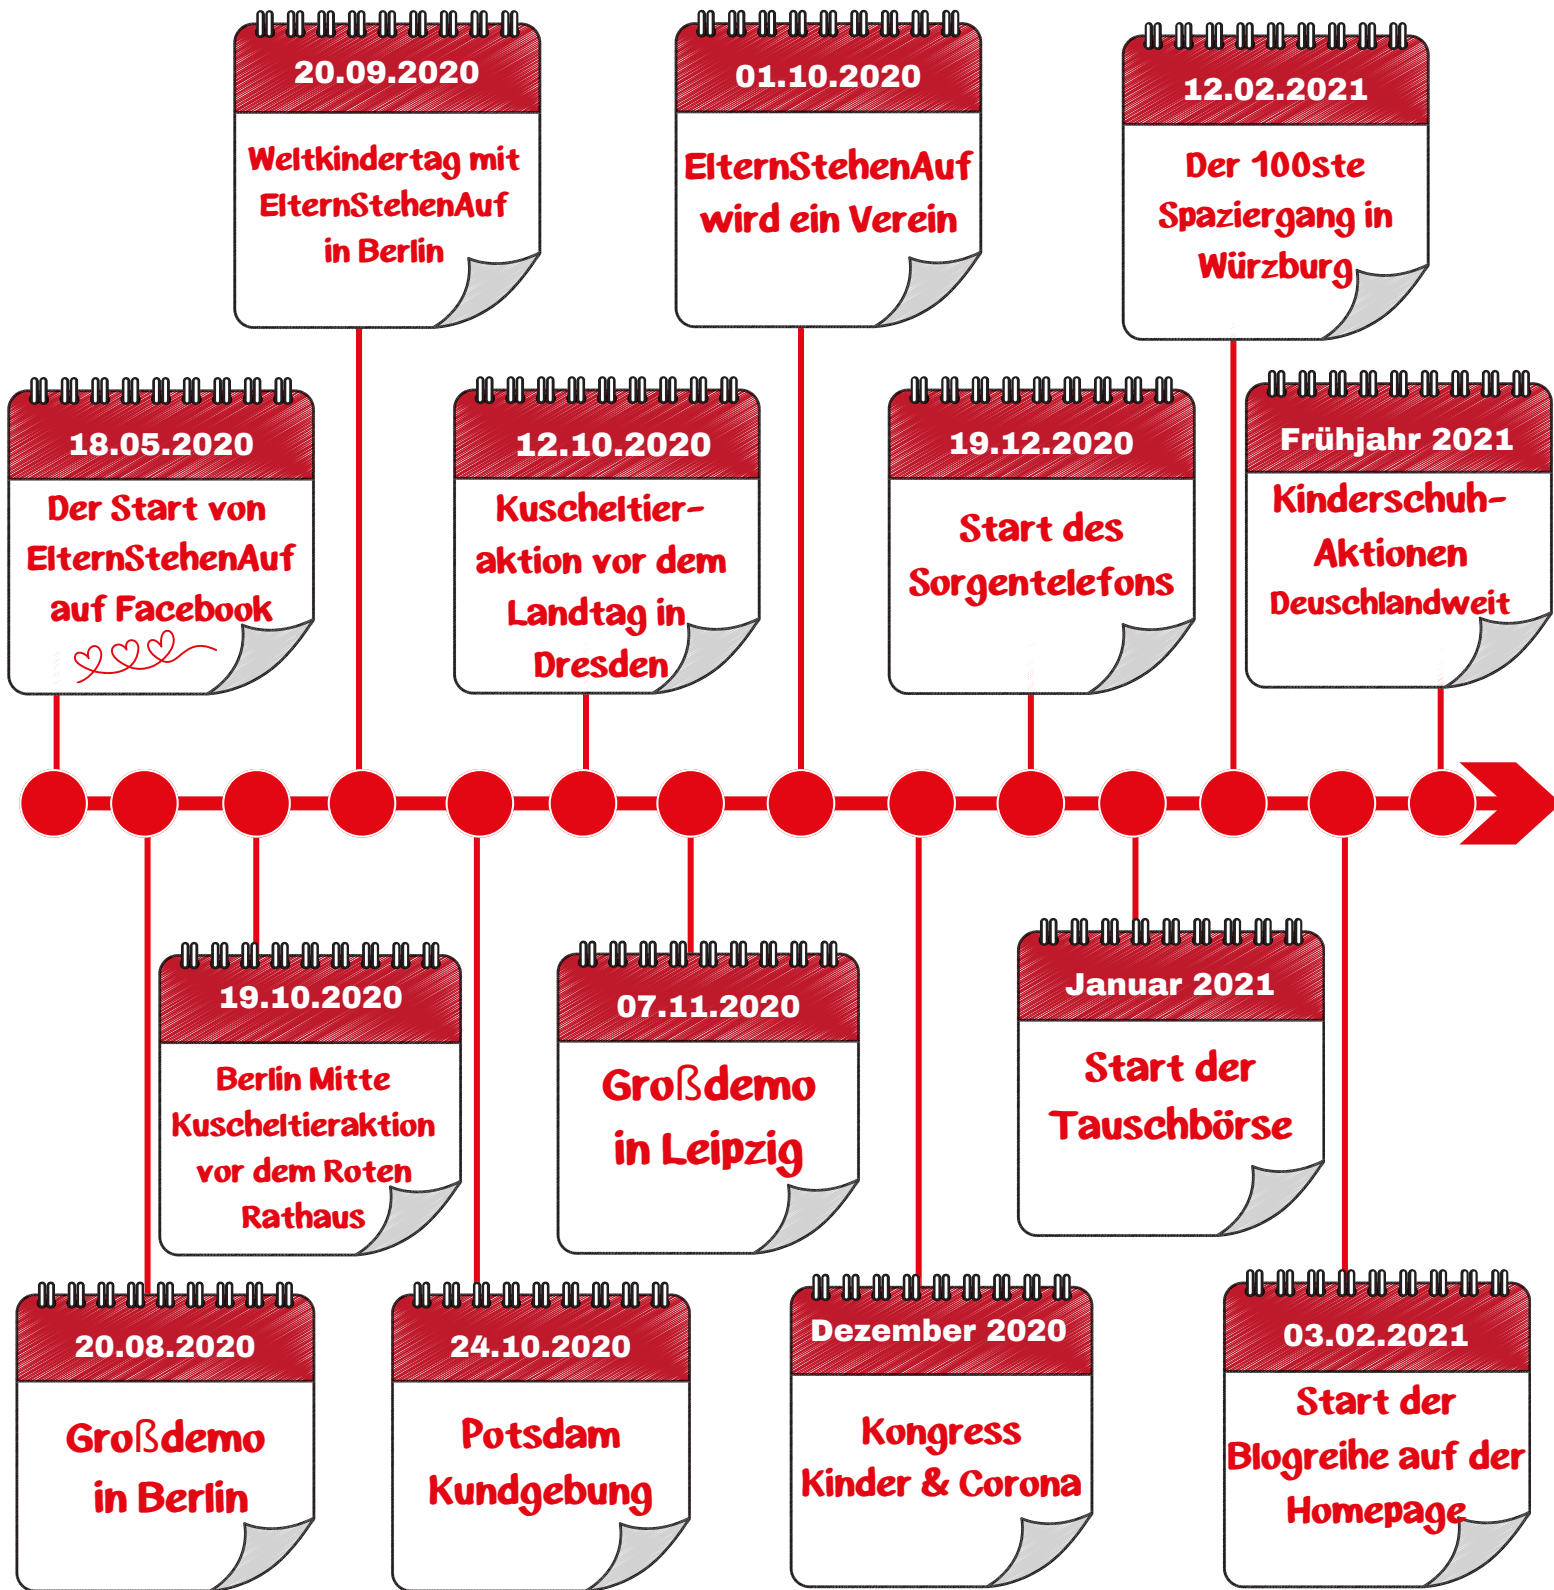 20.09.2020
Weltkindertag mit
ElternStehenAuf
in Berlin
01.10.2020
ElternStehenAuf
wird ein Verein
12.02.2021
Der 100ste
Spaziergang in
Würzburg
18.05.2020
Der Start von
ElternStehenAuf
auf Facebook
12.10.2020
Kuscheltier-
aktion vor dem
Landtag in
Dresden
19.12.2020
Start des
Sorgentelefons
Frühjahr 2021
Kinderschuh-
Aktionen
Deuschlandweit
19.10.2020
Berlin Mitte
Kuscheltieraktion
vor dem Roten
Rathaus
07.11.2020
Großdemo
in Leipzig
Januar 2021
Start der
Tauschbörse
20.08.2020
Großdemo
in Berlin
24.10.2020
Potsdam
Kundgebung
Dezember 2020
Kongress
Kinder & Corona
03.02.2021
Start der
Blogreihe auf der
Homepage